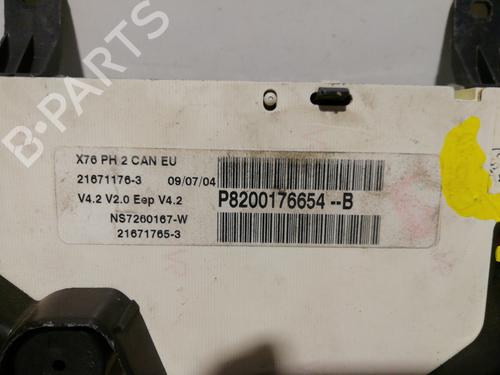 X76 PH 2 CAN EU
21671176-3 09/07/04
V4.2 V2.0 Eep V4.2
P8200176654--B
NS7260167-W
21671765-3
B-PARTS